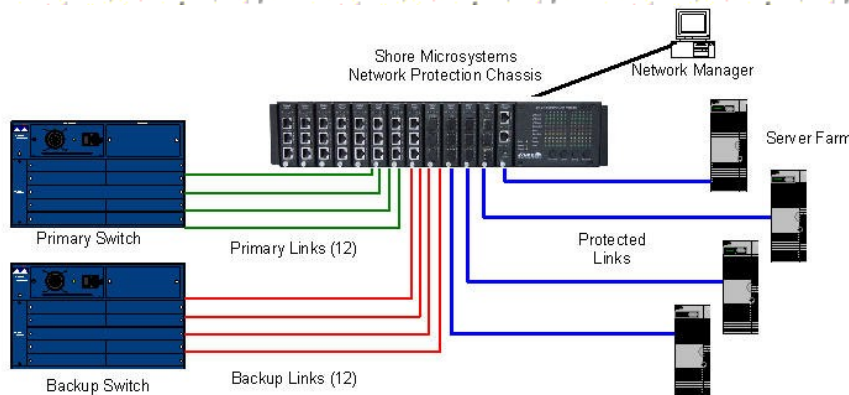 Shore Microsystems
Network Protection Chassis
Network Manager
Server Farm
Primary Switch
Primary Links (12)
Protected
Links
Backup Switch
Backup Links (12)